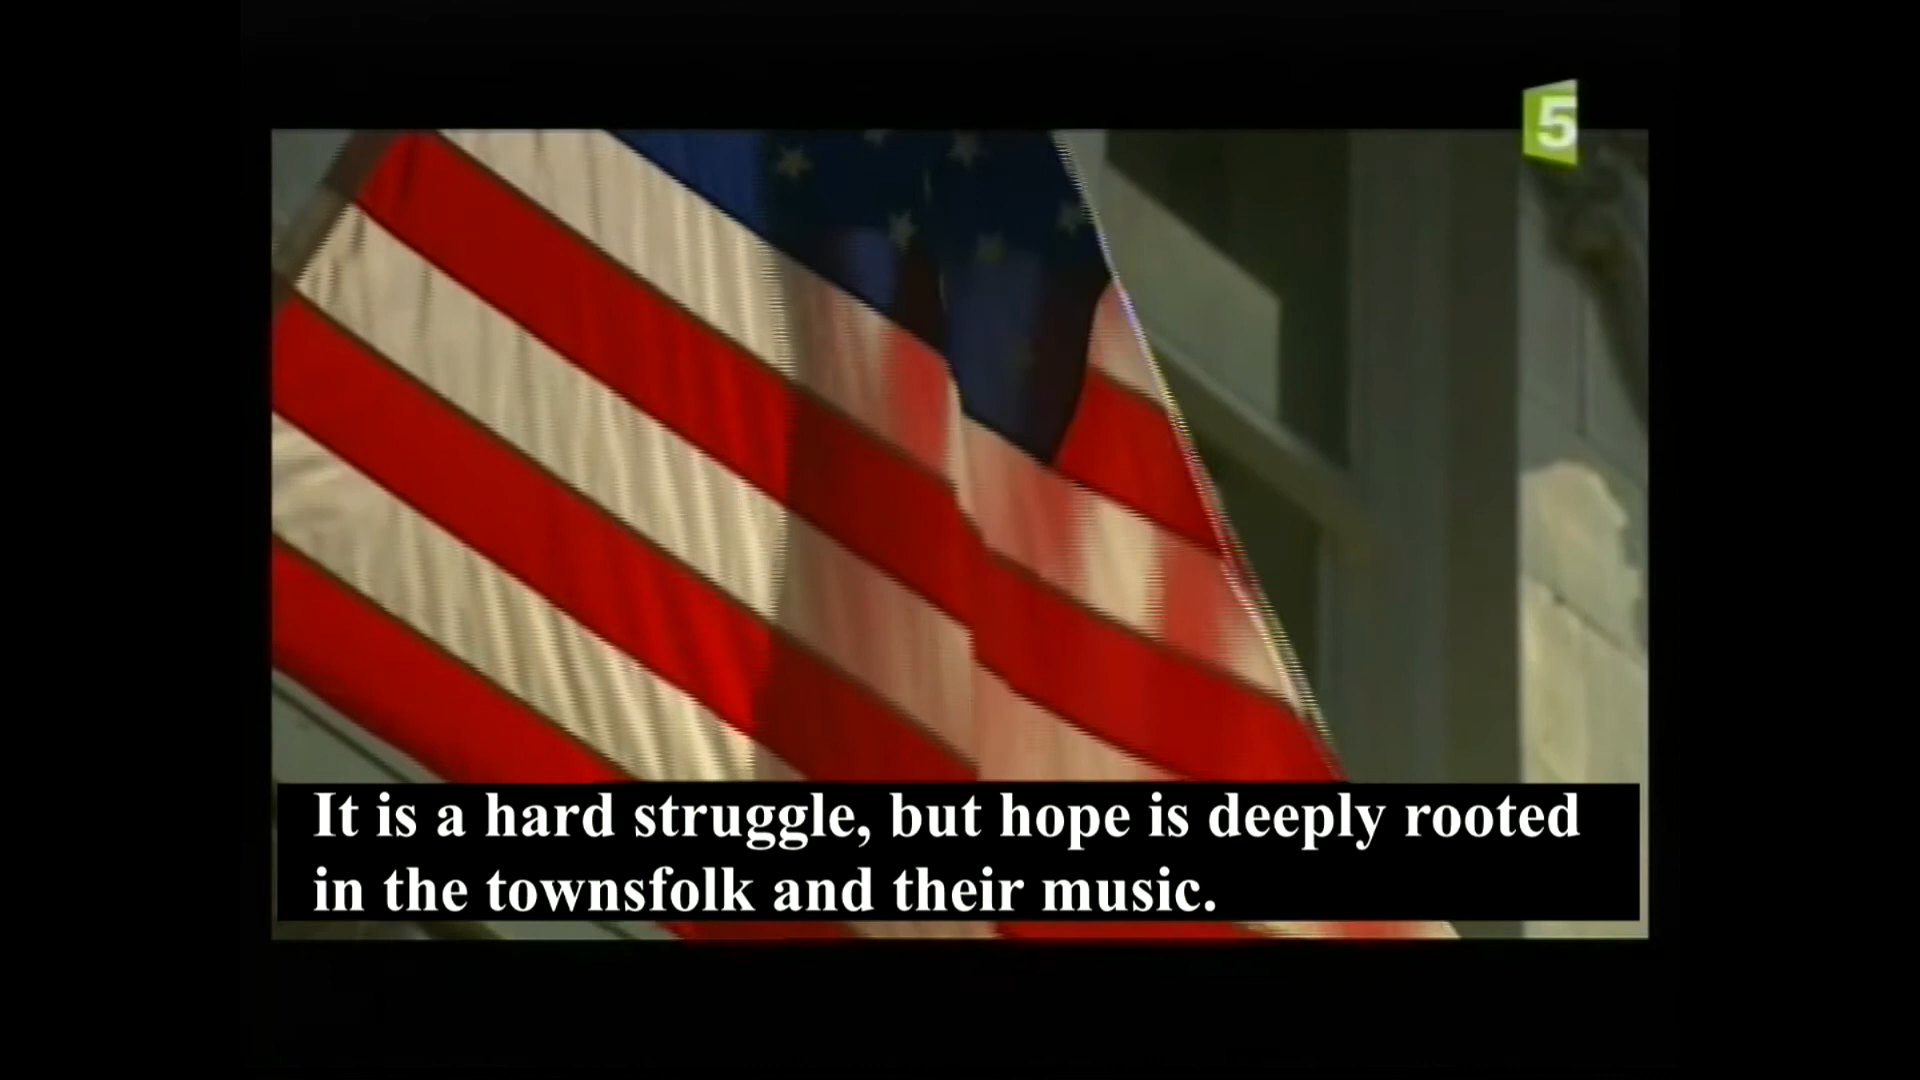 5
It is a hard struggle, but hope is deeply rooted
in the townsfolk and their music.